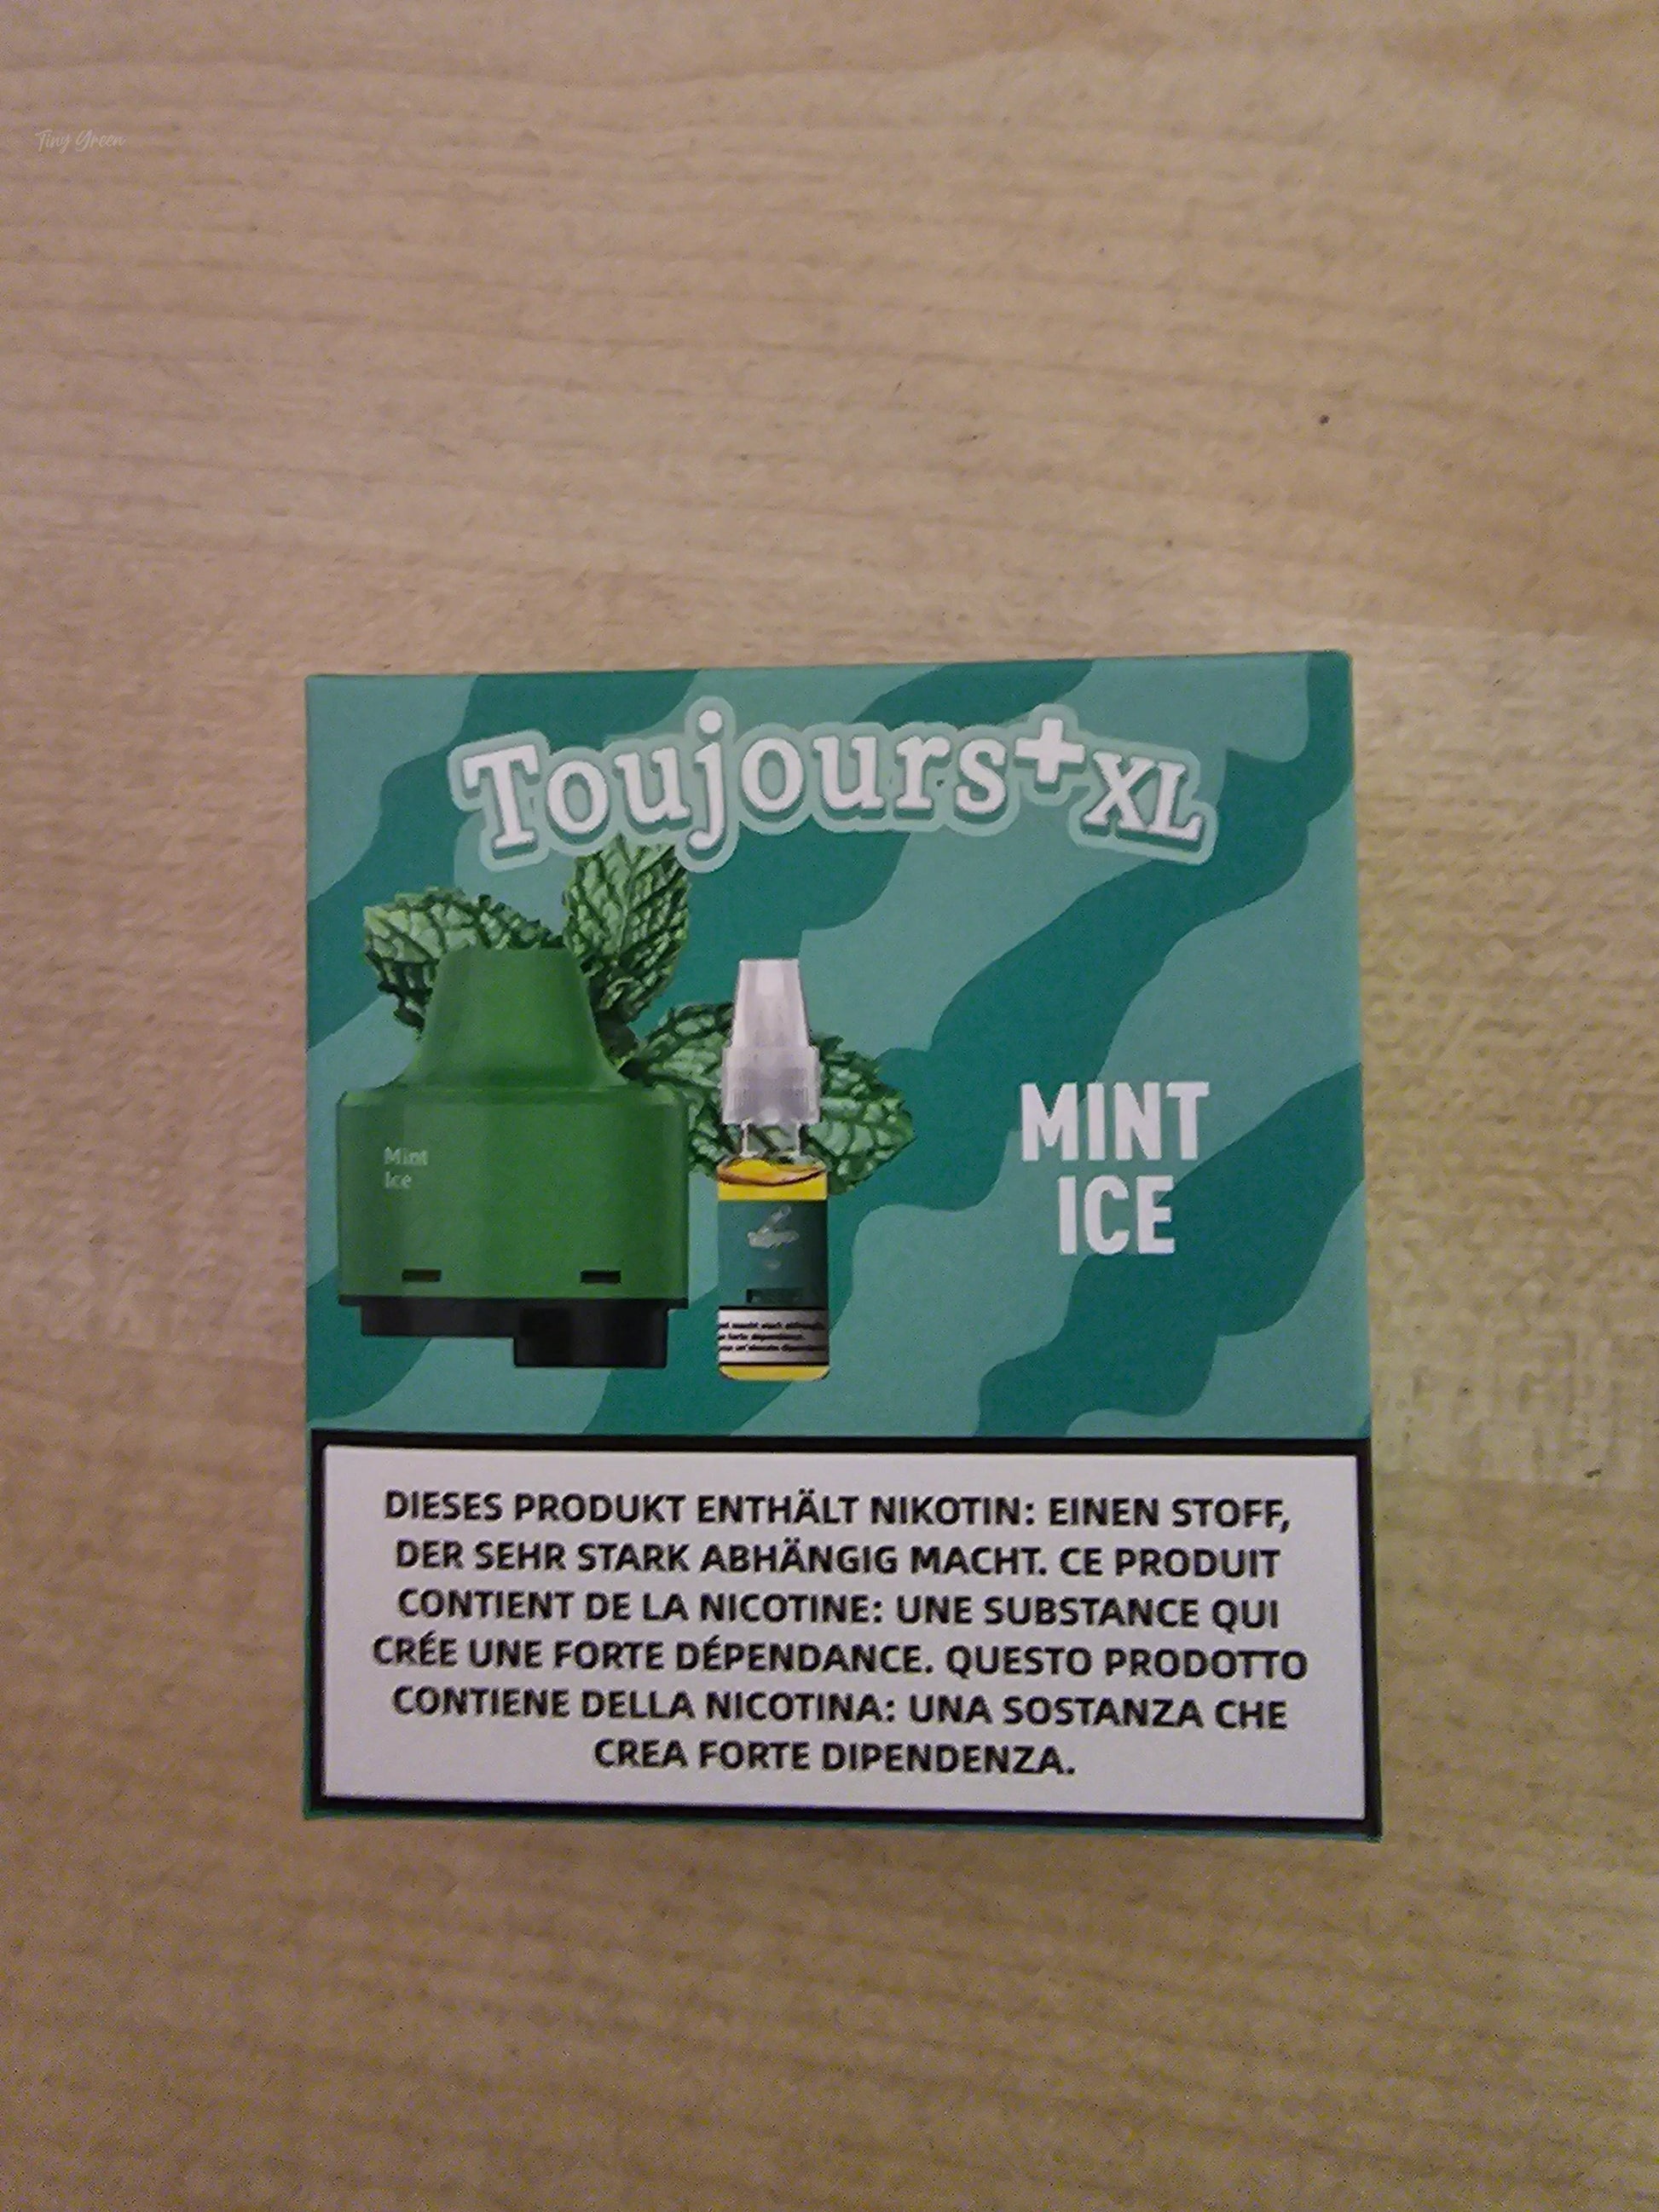 Tiny Green
Toujours+XL
Mint
Ice
MINT
ICE
DIESES PRODUKT ENTHÄLT NIKOTIN: EINEN STOFF,
DER SEHR STARK ABHÄNGIG MACHT. CE PRODUIT
CONTIENT DE LA NICOTINE: UNE SUBSTANCE QUI
CRÉE UNE FORTE DÉPENDANCE. QUESTO PRODOTTO
CONTIENE DELLA NICOTINA: UNA SOSTANZA CHE
CREA FORTE DIPENDENZA.